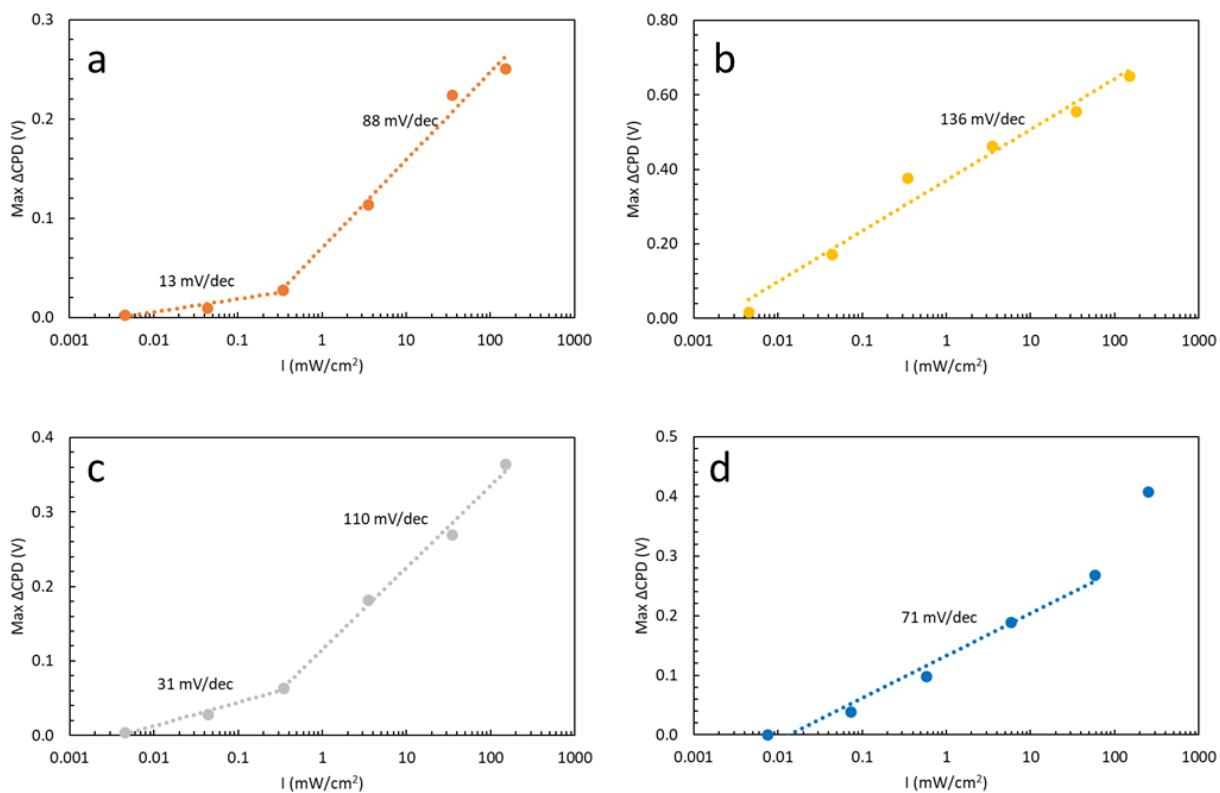 a
0.3
0.2
0.1
0.0
Max ΔCPD (V)
88 mV/dec
13 mV/dec
0.001 0.01 0.1 1 10 100 1000
I (mW/cm²)
b
0.80
0.60
0.40
0.20
0.00
Max ΔCPD (V)
136 mV/dec
0.001 0.01 0.1 1 10 100 1000
I (mW/cm²)
c
0.4
0.3
0.2
0.1
0.0
Max ΔCPD (V)
110 mV/dec
31 mV/dec
0.001 0.01 0.1 1 10 100 1000
I (mW/cm²)
d
0.5
0.4
0.3
0.2
0.1
0.0
Max ΔCPD (V)
71 mV/dec
0.001 0.01 0.1 1 10 100 1000
I (mW/cm²)